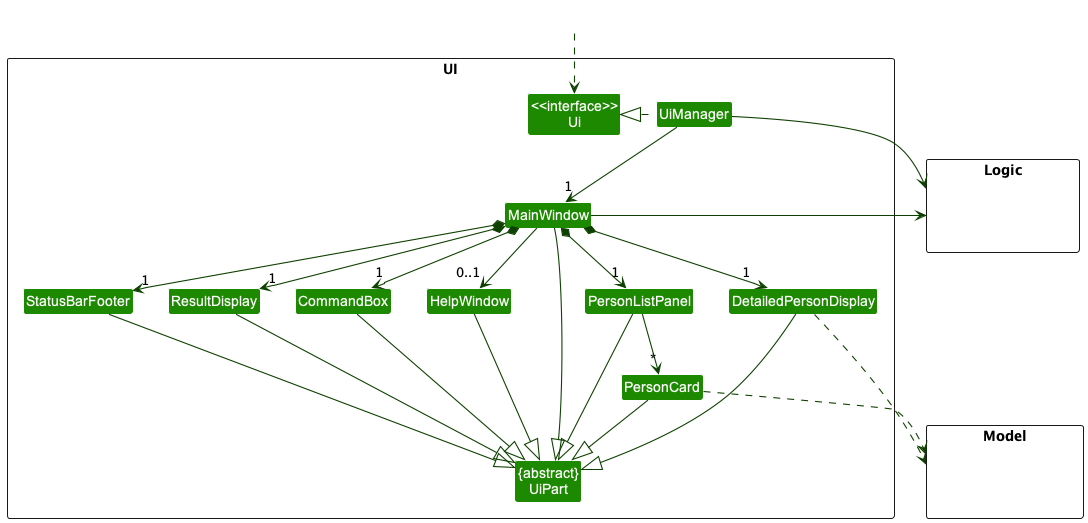 UI
<<interface>>
Ui
UiManager
Logic
1
MainWindow
1
1
1
0..1
1
1
StatusBarFooter
ResultDisplay
CommandBox
HelpWindow
PersonListPanel
DetailedPersonDisplay
*
PersonCard
Model
{abstract}
UiPart